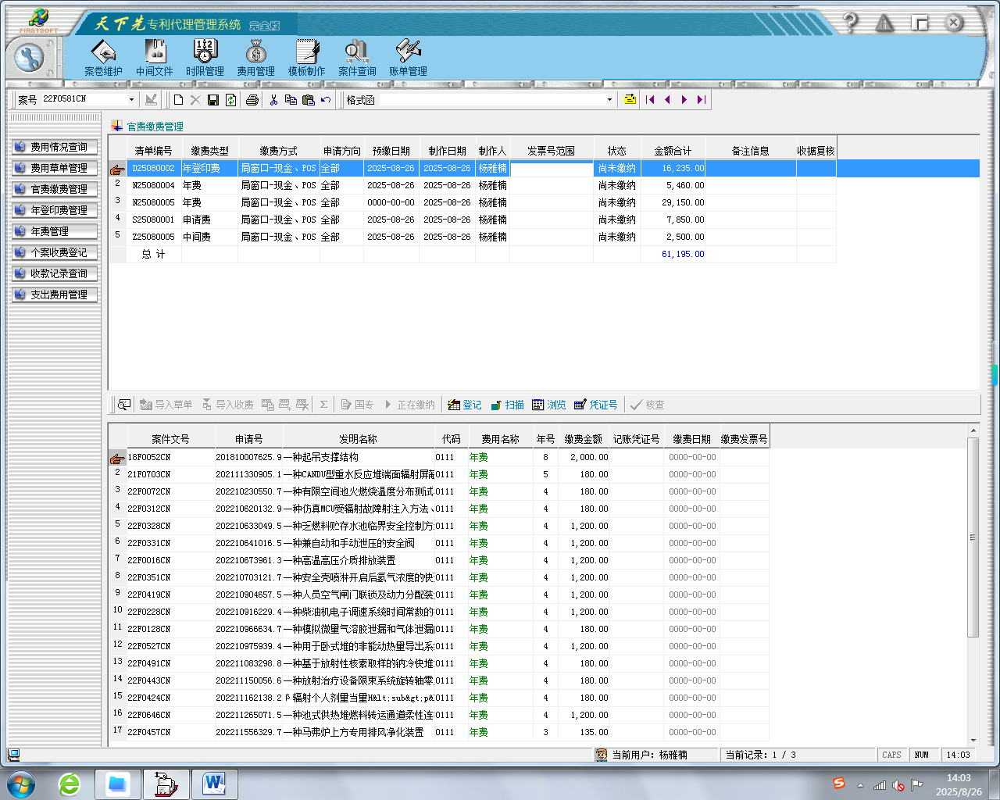 FIRSTSOFT
天下先专利代理管理系统 完全版
案卷维护 中间文件 时限管理 费用管理 模板制作 案件查询 账单管理
案号 22F0581CN 格式函
官费缴费管理
费用情况查询
费用草单管理
官费缴费管理
年登印费管理
年费管理
个案收费登记
收款记录查询
支出费用管理
清单编号 缴费类型 缴费方式 申请方向 预缴日期 制作日期 制作人 发票号范围 状态 金额合计 备注信息 收据复核
D25080002 年登印费 局窗口-现金、POS 全部 2025-08-26 2025-08-26 杨雅楠 尚未缴纳 16,235.00
2 N25080004 年费 局窗口-现金、POS 全部 2025-08-26 2025-08-26 杨雅楠 尚未缴纳 5,460.00
3 N25080005 年费 局窗口-现金、POS 全部 0000-00-00 2025-08-26 杨雅楠 尚未缴纳 29,150.00
4 S25080001 申请费 局窗口-现金、POS 全部 2025-08-26 2025-08-26 杨雅楠 尚未缴纳 7,850.00
5 Z25080005 中间费 局窗口-现金、POS 全部 2025-08-26 2025-08-26 杨雅楠 尚未缴纳 2,500.00
总 计 61,195.00
导入草单 导入收费 Σ 国专 正在缴纳 登记 扫描 浏览 凭证号 核查
案件文号 申请号 发明名称 代码 费用名称 年号 缴费金额 记账凭证号 缴费日期 缴费发票号
18F0052CN 201810007625.9 一种起吊支撑结构 0111 年费 8 2,000.00 0000-00-00
2 21F0703CN 202111330905.1 一种CANDU型重水反应堆端面辐射屏蔽 0111 年费 5 180.00 0000-00-00
3 22F0072CN 202210230550.7 一种有限空间池火燃烧温度分布测试 0111 年费 4 180.00 0000-00-00
4 22F0312CN 202210620132.9 一种仿真MCU受辐射故障射注入方法、 0111 年费 4 180.00 0000-00-00
5 22F0328CN 202210633049.5 一种乏燃料贮存水池临界安全控制方 0111 年费 4 1,200.00 0000-00-00
6 22F0331CN 202210641016.5 一种兼自动和手动泄压的安全阀 0111 年费 4 1,200.00 0000-00-00
7 22F0016CN 202210673961.3 一种高温高压介质排放装置 0111 年费 4 1,200.00 0000-00-00
8 22F0351CN 202210703121.7 一种安全壳喷淋开启后氢气浓度的快 0111 年费 4 1,200.00 0000-00-00
9 22F0419CN 202210904657.5 一种人员空气闸门联锁及动力分配装 0111 年费 4 1,200.00 0000-00-00
10 22F0228CN 202210916229.4 一种柴油机电子调速系统时间常数的 0111 年费 4 1,200.00 0000-00-00
11 22F0128CN 202210966634.7 一种模拟微量气溶胶泄漏和气体泄漏 0111 年费 4 180.00 0000-00-00
12 22F0527CN 202210975939.4 一种用于卧式堆的非能动热量导出系 0111 年费 4 1,200.00 0000-00-00
13 22F0491CN 202211083298.8 一种基于放射性核素取样的钠冷快堆 0111 年费 4 180.00 0000-00-00
14 22F0443CN 202211150056.6 一种放射治疗设备限束系统旋转轴零 0111 年费 4 180.00 0000-00-00
15 22F0424CN 202211162138.2 β辐射个人剂量当量H&lt;sub&gt;p& 0111 年费 4 180.00 0000-00-00
16 22F0646CN 202211265071.5 一种池式供热堆燃料转运通道柔性连 0111 年费 4 1,200.00 0000-00-00
17 22F0457CN 202211556329.7 一种马弗炉上方专用排风净化装置 0111 年费 3 135.00 0000-00-00
当前用户：杨雅楠 当前记录：1 / 3 CAPS NUM 14:03
14:03
2025/8/26